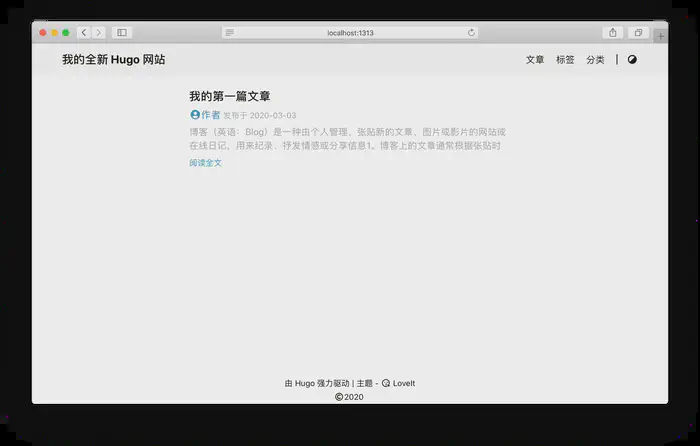 localhost:1313
我的全新 Hugo 网站
文章 标签 分类 |
我的第一篇文章
作者 发布于 2020-03-03
博客（英语：Blog）是一种由个人管理、张贴新的文章、图片或影片的网站或
在线日记，用来纪录、抒发情感或分享信息1。博客上的文章通常根据张贴时
阅读全文
由 Hugo 强力驱动 | 主题 - LoveIt
©2020